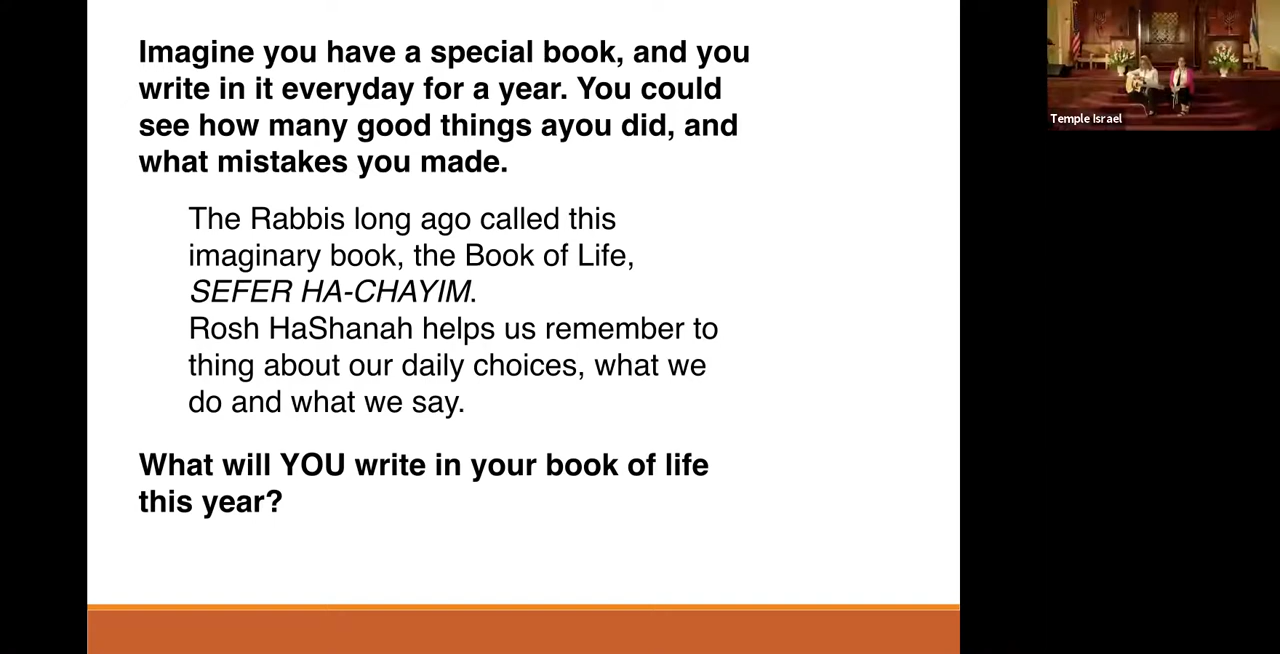 Imagine you have a special book, and you
write in it everyday for a year. You could
see how many good things ayou did, and
what mistakes you made.
The Rabbis long ago called this
imaginary book, the Book of Life,
SEFER HA-CHAYIM.
Rosh HaShanah helps us remember to
thing about our daily choices, what we
do and what we say.
What will YOU write in your book of life
this year?
Temple Israel